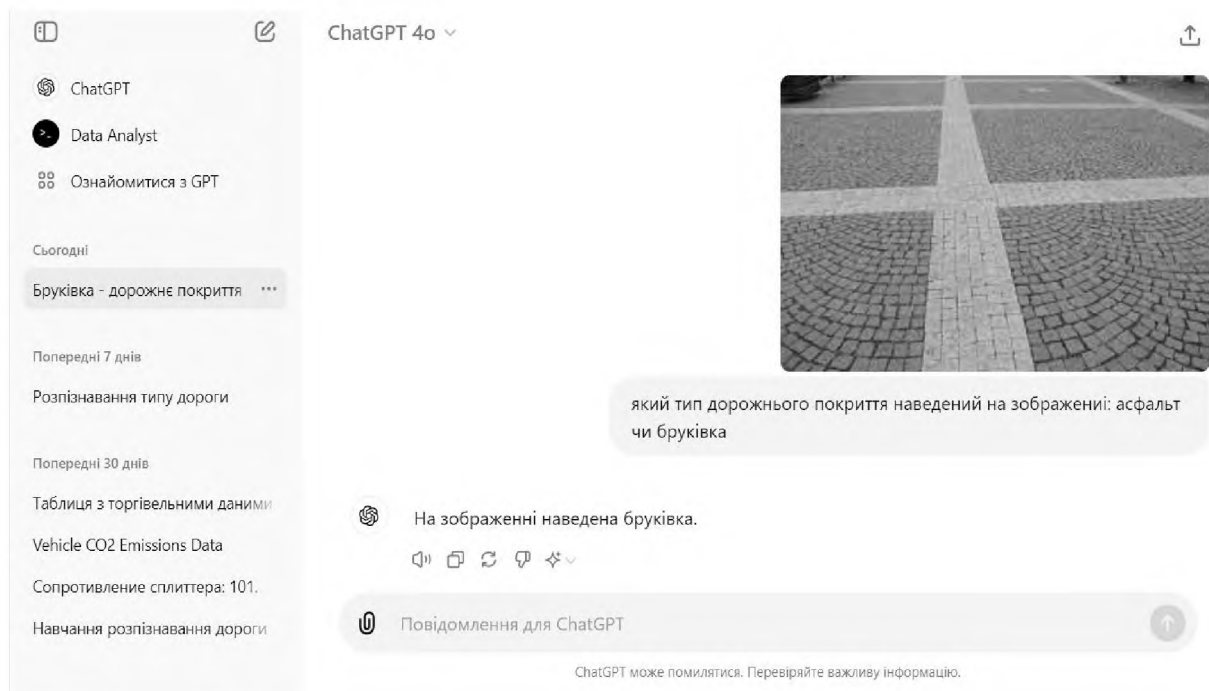 ChatGPT 4o
ChatGPT
Data Analyst
Ознайомитися з GPT
Сьогодні
Бруківка - дорожнє покриття
Попередні 7 днів
Розпізнавання типу дороги
Попередні 30 днів
Таблиця з торгівельними даними
Vehicle CO2 Emissions Data
Сопротивление сплиттера: 101.
Навчання розпізнавання дороги
який тип дорожнього покриття наведений на зображениі: асфальт
чи бруківка
На зображенні наведена бруківка.
Повідомлення для ChatGPT
ChatGPT може помилятися. Перевіряйте важливу інформацію.